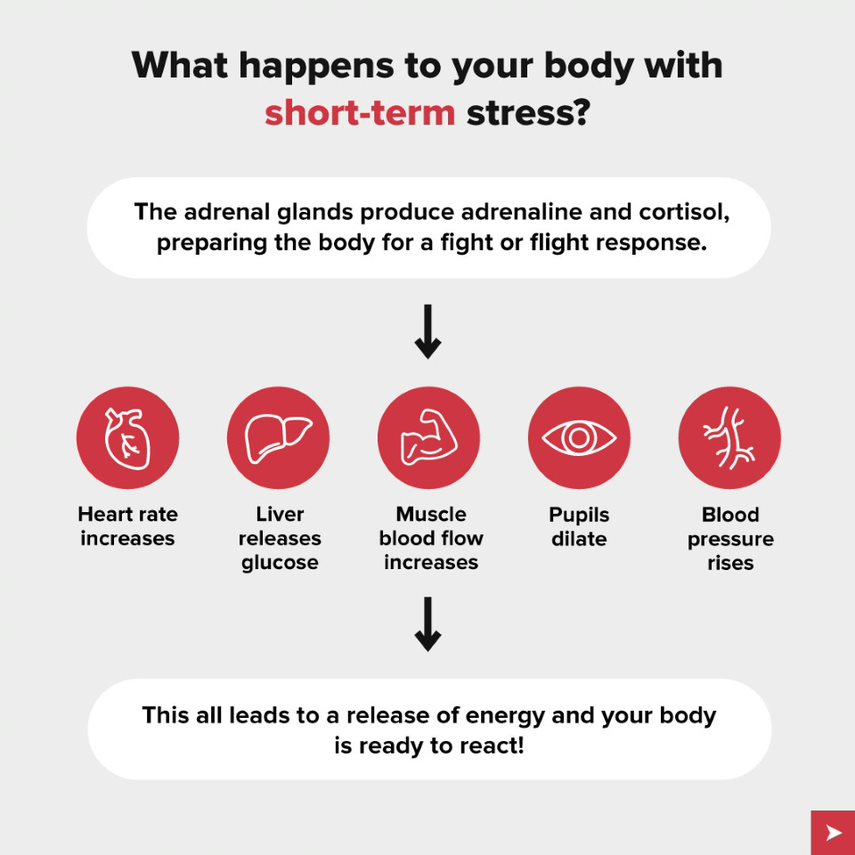 What happens to your body with
short-term stress?
The adrenal glands produce adrenaline and cortisol,
preparing the body for a fight or flight response.
Heart rate
increases
Liver
releases
glucose
Muscle
blood flow
increases
Pupils
dilate
Blood
pressure
rises
This all leads to a release of energy and your body
is ready to react!